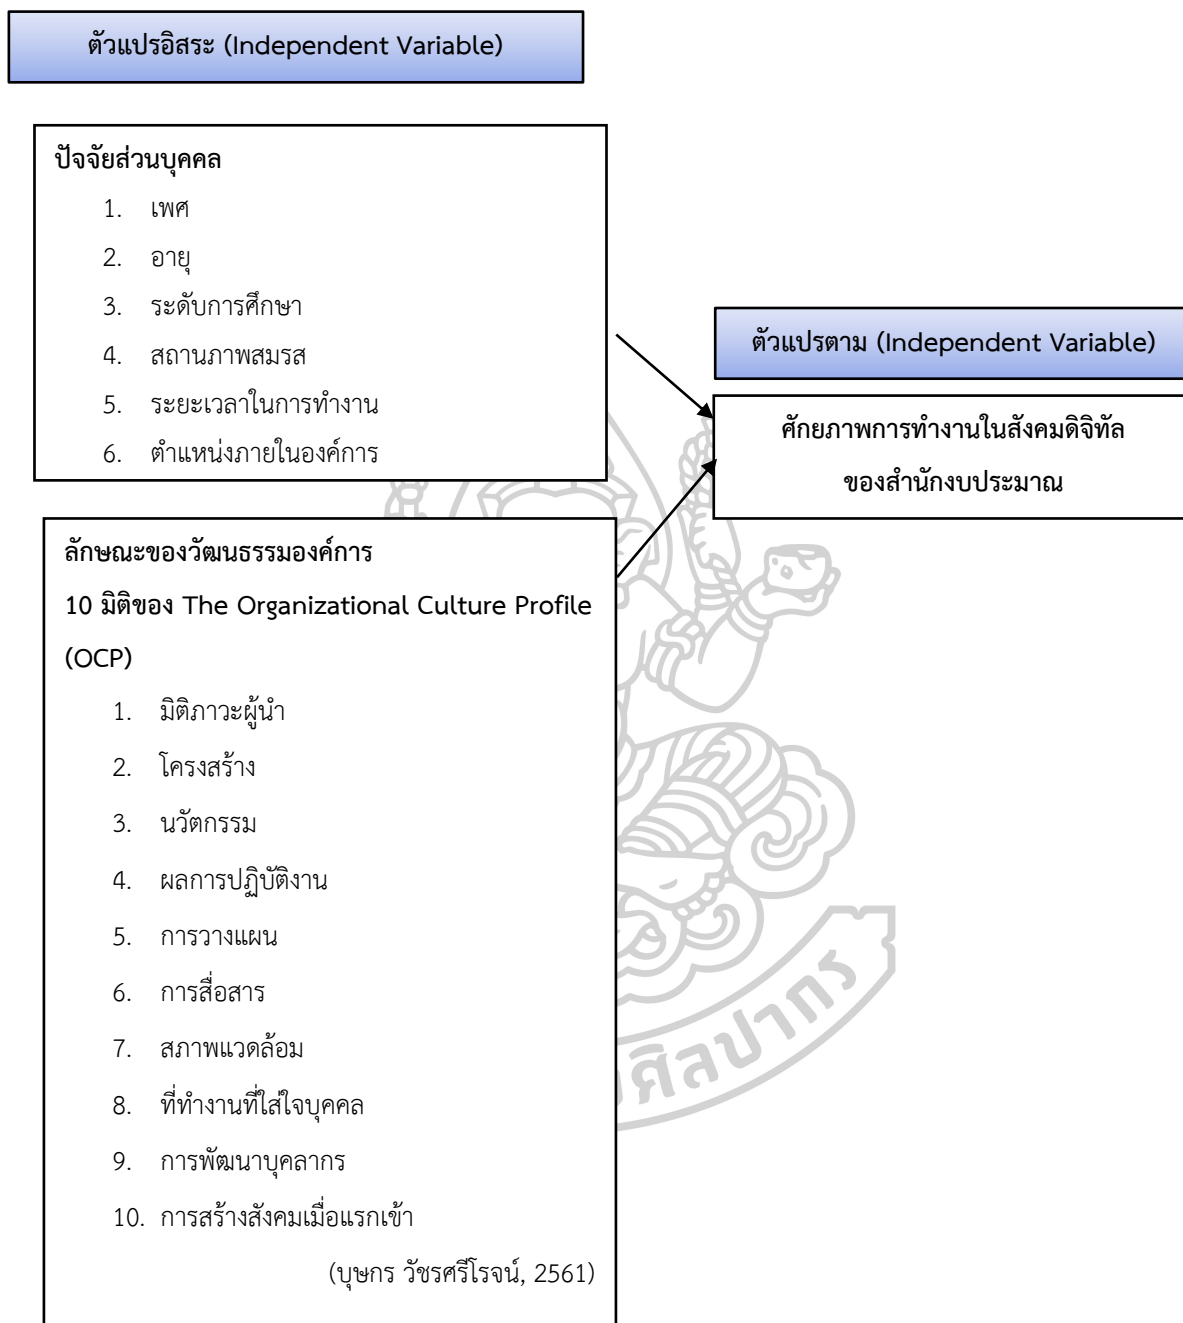 ตัวแปรอิสระ (Independent Variable)
ปัจจัยส่วนบุคคล
1. เพศ
2. อายุ
3. ระดับการศึกษา
4. สถานภาพสมรส
5. ระยะเวลาในการทำงาน
6. ตำแหน่งภายในองค์การ
ตัวแปรตาม (Independent Variable)
ศักยภาพการทำงานในสังคมดิจิทัล
ของสำนักงบประมาณ
ลักษณะของวัฒนธรรมองค์การ
10 มิติของ The Organizational Culture Profile
(OCP)
1. มิติภาวะผู้นำ
2. โครงสร้าง
3. นวัตกรรม
4. ผลการปฏิบัติงาน
5. การวางแผน
6. การสื่อสาร
7. สภาพแวดล้อม
8. ที่ทำงานที่ใส่ใจบุคคล
9. การพัฒนาบุคลากร
10. การสร้างสังคมเมื่อแรกเข้า
(บุษกร วัชรศรีโรจน์, 2561)
ศิลปากร